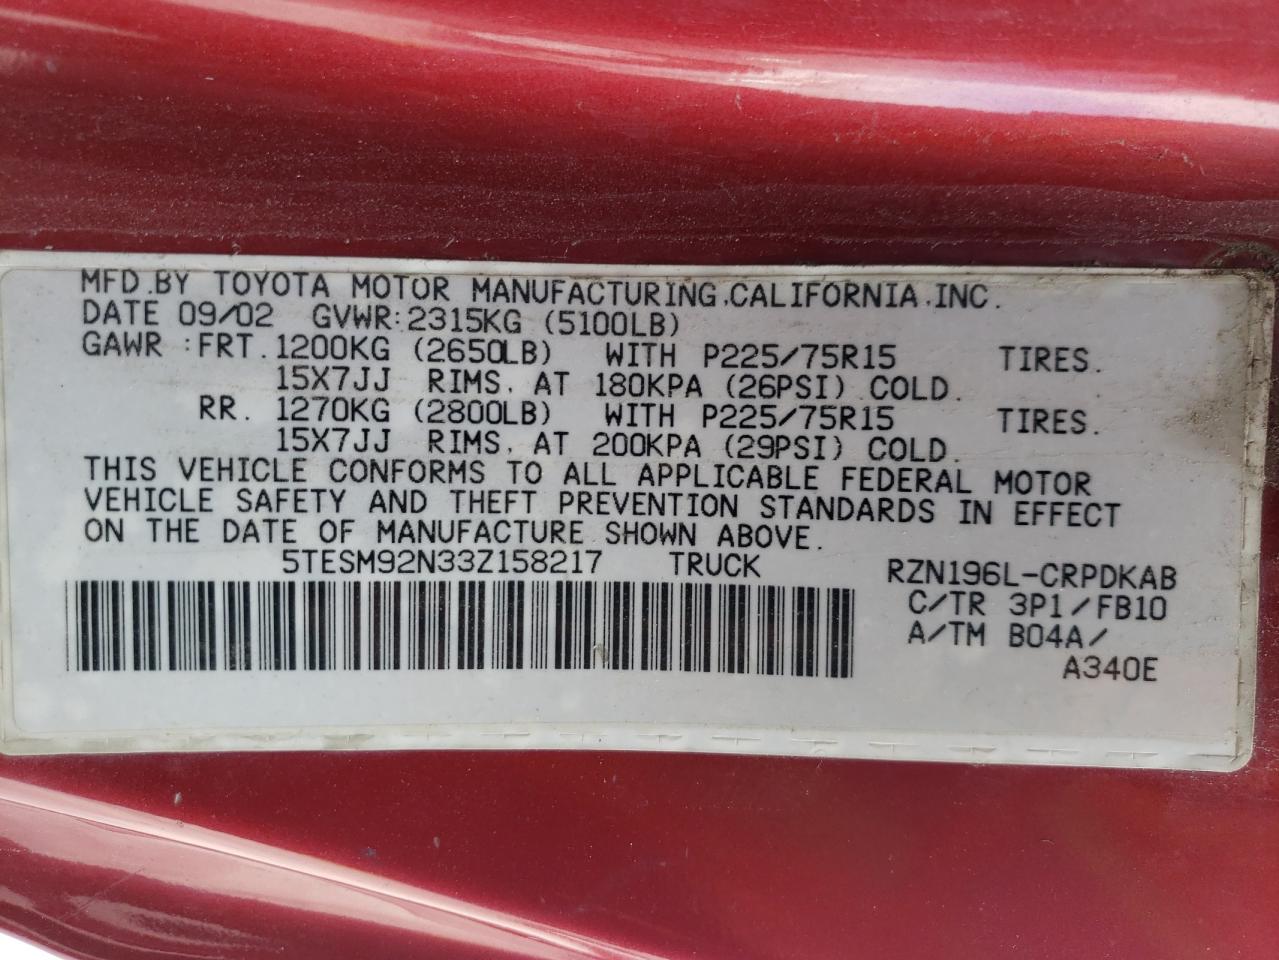 MFD.BY TOYOTA MOTOR MANUFACTURING,CALIFORNIA,INC.
DATE 09/02 GVWR:2315KG (5100LB)
GAWR :FRT.1200KG (2650LB) WITH P225/75R15 TIRES.
15X7JJ RIMS, AT 180KPA (26PSI) COLD.
RR. 1270KG (2800LB) WITH P225/75R15 TIRES.
15X7JJ RIMS, AT 200KPA (29PSI) COLD.
THIS VEHICLE CONFORMS TO ALL APPLICABLE FEDERAL MOTOR
VEHICLE SAFETY AND THEFT PREVENTION STANDARDS IN EFFECT
ON THE DATE OF MANUFACTURE SHOWN ABOVE.
5TESM92N33Z158217 TRUCK RZN196L-CRPDKAB
C/TR 3P1/FB10
A/TM B04A/
A340E